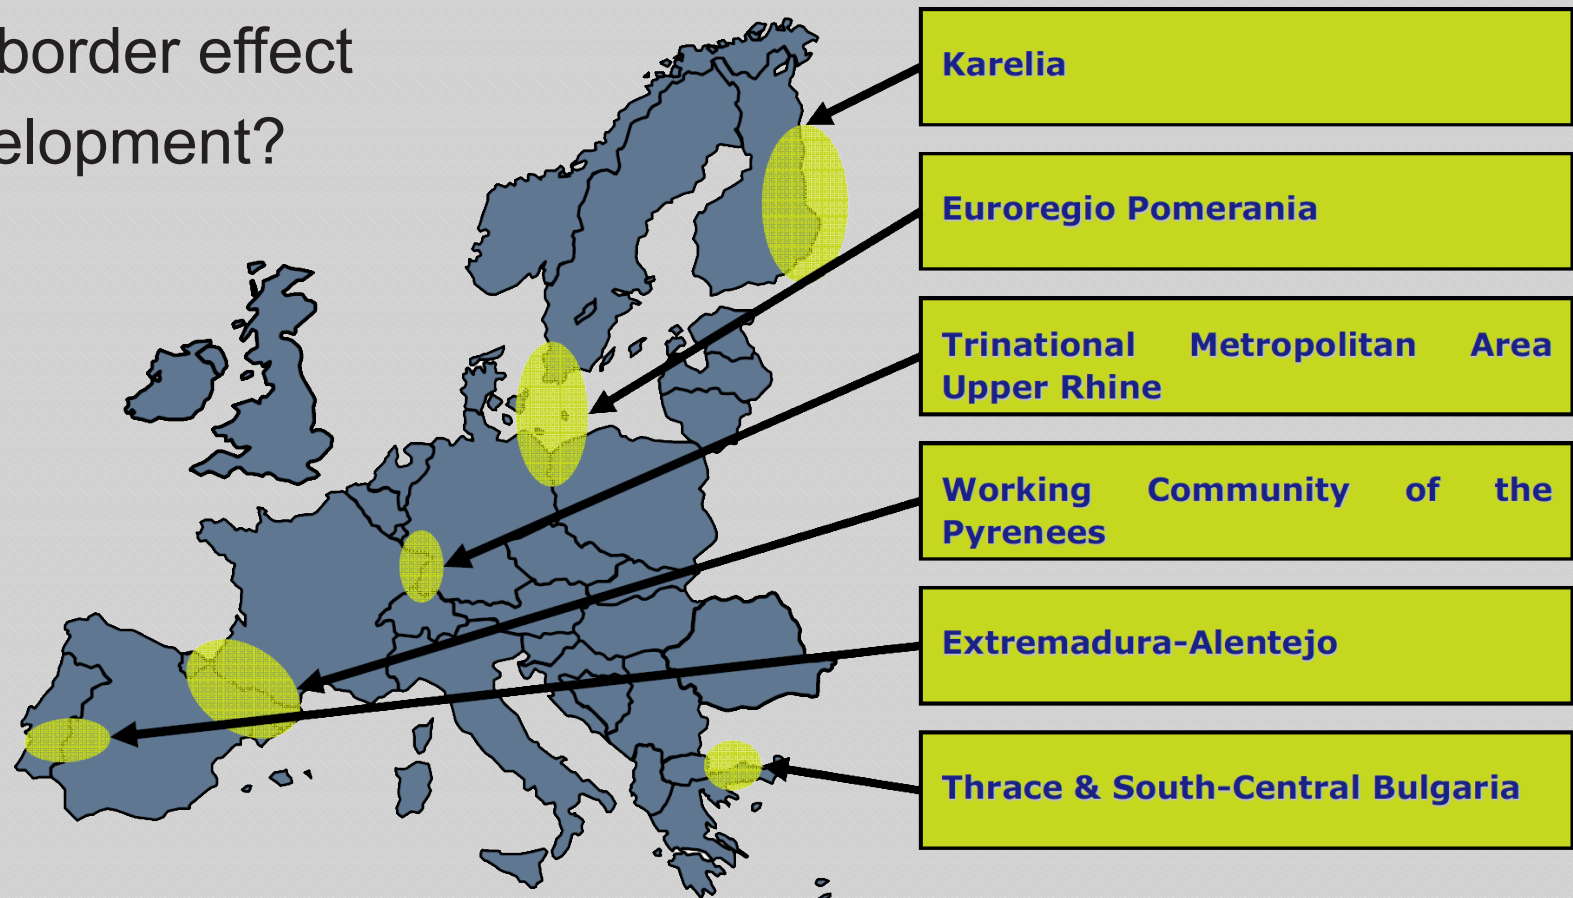 border effect
elopment?
Karelia
Euroregio Pomerania
Trinational Metropolitan Area
Upper Rhine
Working Community of the
Pyrenees
Extremadura-Alentejo
Thrace & South-Central Bulgaria